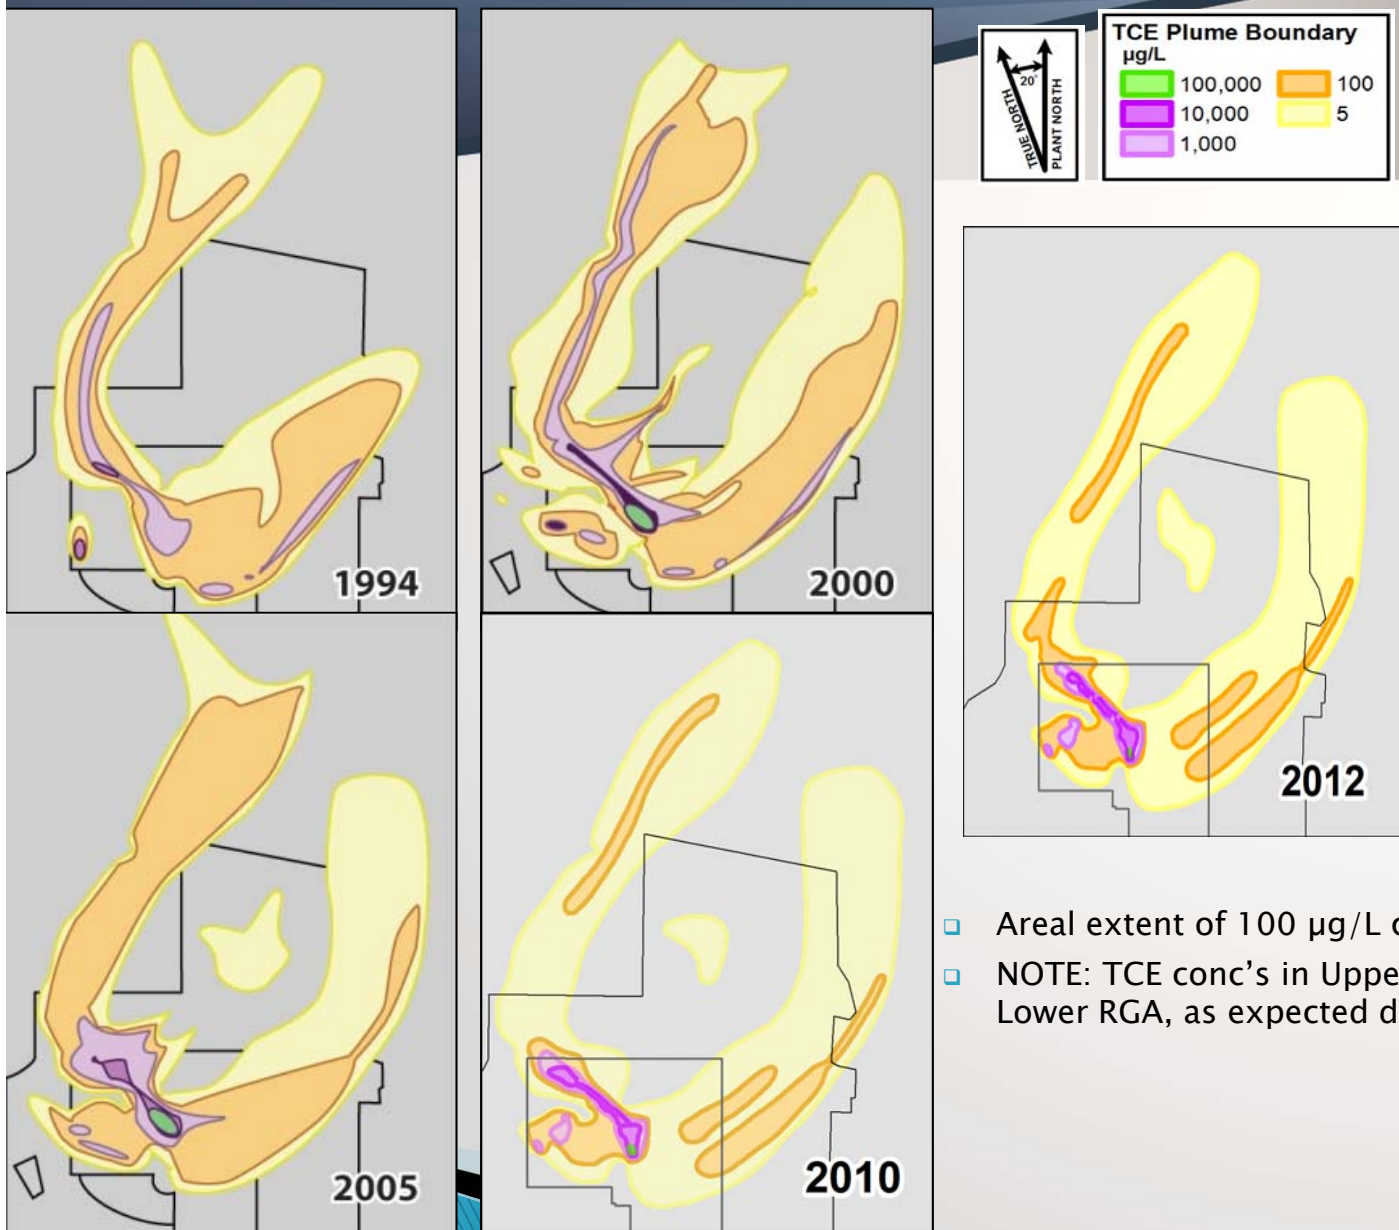 1994
2000
2005
2010
TRUE NORTH
20°
PLANT NORTH
TCE Plume Boundary
µg/L
100,000
10,000
1,000
100
5
2012
Areal extent of 100 µg/L
NOTE: TCE conc's in
Lower RGA, as expected